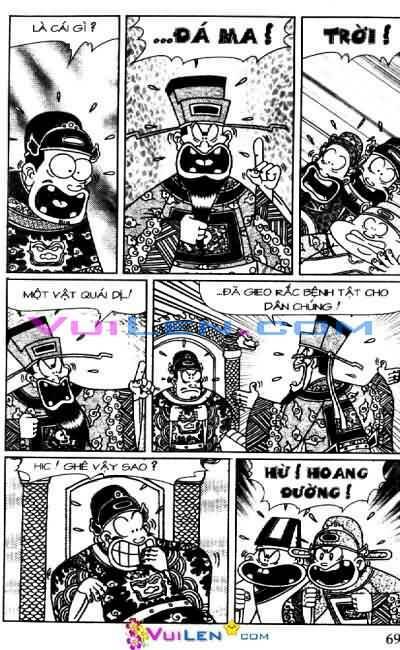 LÀ CÁI GÌ ?
...ĐÁ MA !
TRỜI !
MỘT VẬT QUÁI DỊ..!
...ĐÃ GIEO RẮC BỆNH TẬT CHO
DÂN CHÚNG !
VuiLen.com
HIC ! GHÊ VẬY SAO ?
HỪ ! HOANG
ĐƯỜNG !
VuiLen.com
69